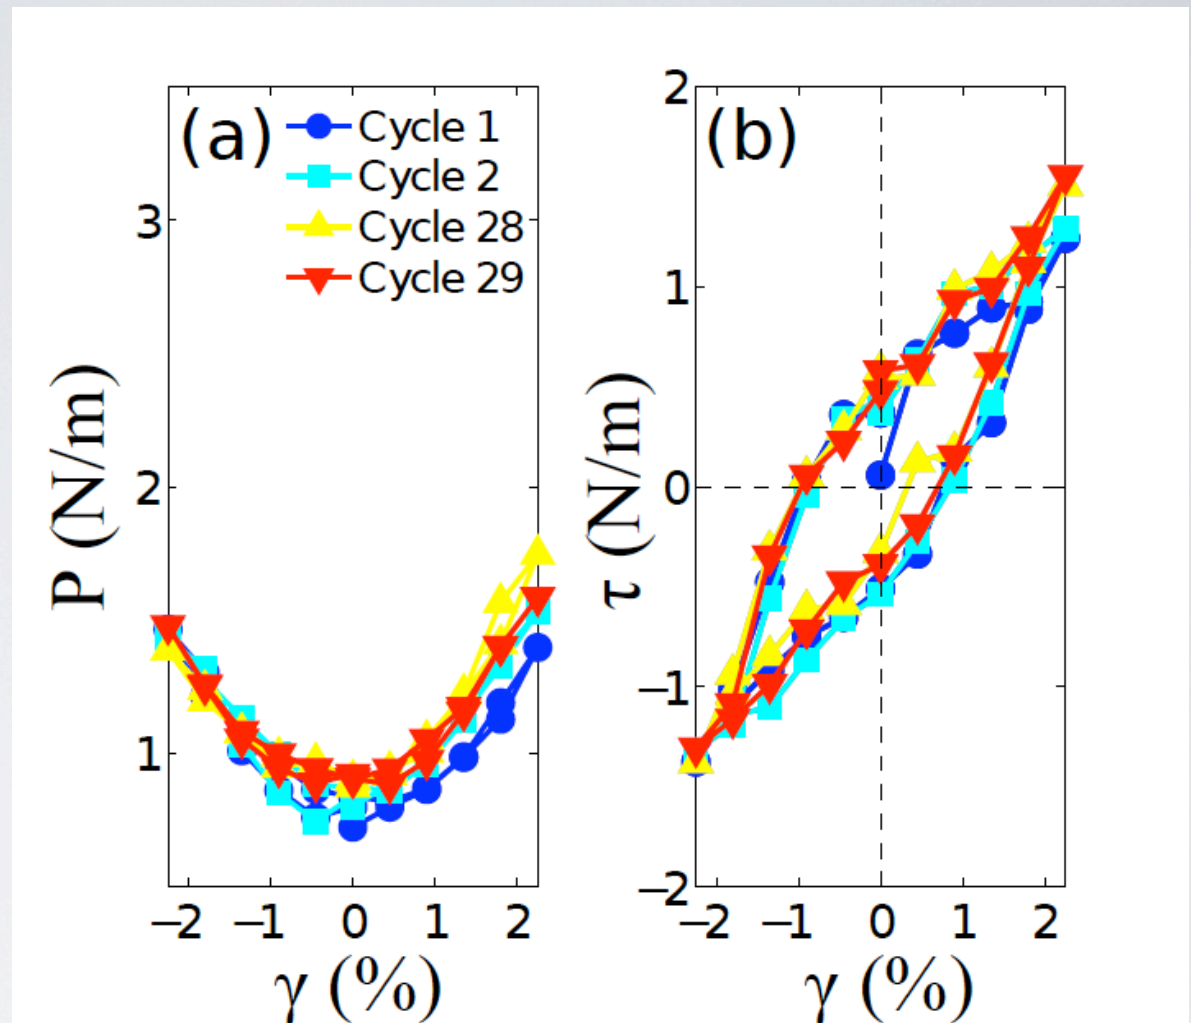 (a)
Cycle 1
Cycle 2
Cycle 28
Cycle 29
P (N/m)
3
2
1
−2 −1 0 1 2
γ (%)
(b)
τ (N/m)
2
1
0
−1
−2
−2 −1 0 1 2
γ (%)